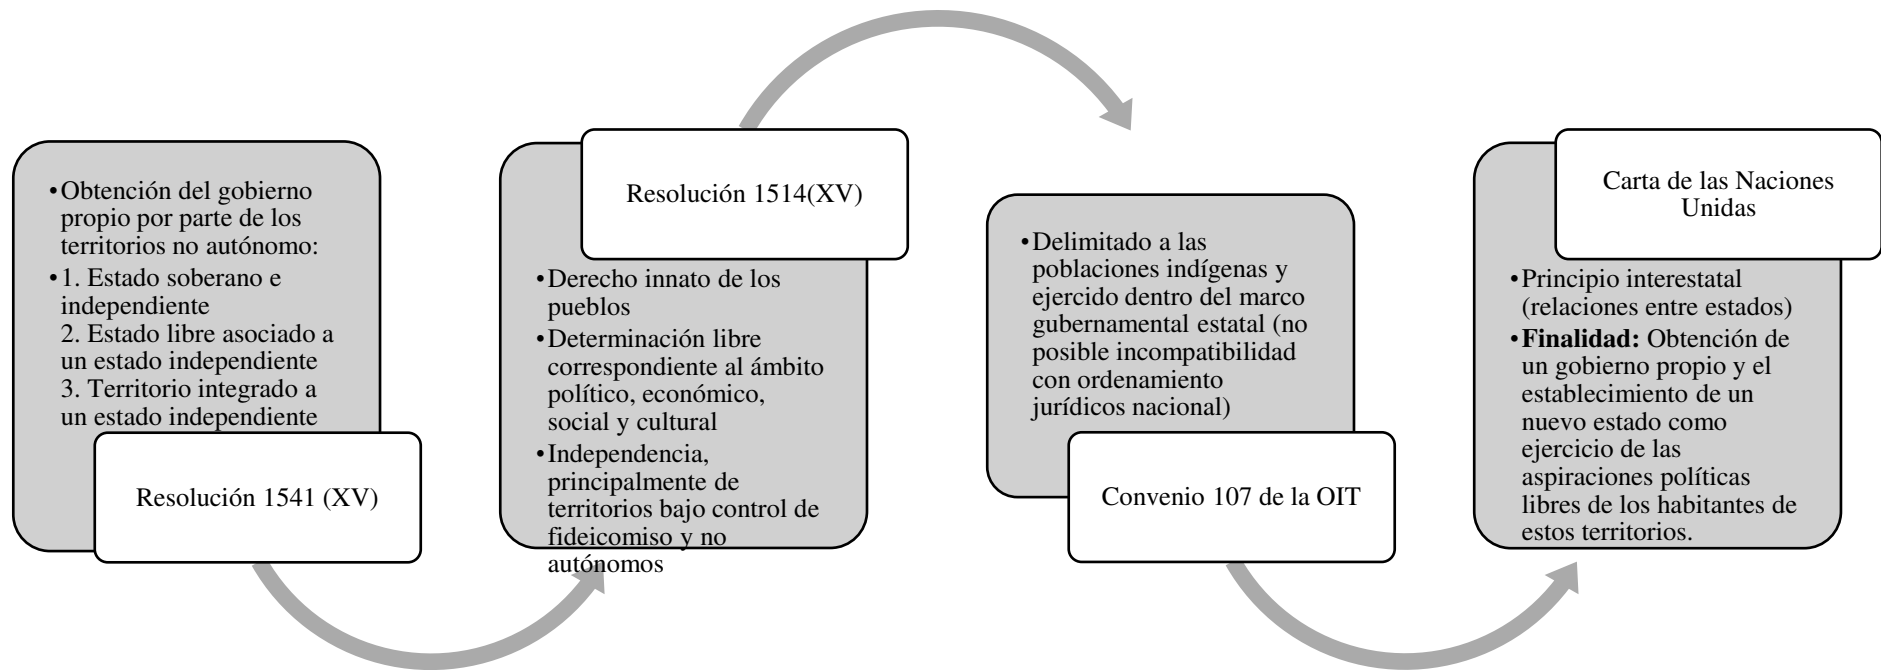 •Obtención del gobierno
propio por parte de los
territorios no autónomo:
•1. Estado soberano e
independiente
2. Estado libre asociado a
un estado independiente
3. Territorio integrado a
un estado independiente
Resolución 1541 (XV)
Resolución 1514(XV)
•Derecho innato de los
pueblos
•Determinación libre
correspondiente al ámbito
político, económico,
social y cultural
•Independencia,
principalmente de
territorios bajo control de
fideicomiso y no
autónomos
•Delimitado a las
poblaciones indígenas y
ejercido dentro del marco
gubernamental estatal (no
posible incompatibilidad
con ordenamiento
jurídicos nacional)
Convenio 107 de la OIT
Carta de las Naciones
Unidas
•Principio interestatal
(relaciones entre estados)
•Finalidad: Obtención de
un gobierno propio y el
establecimiento de un
nuevo estado como
ejercicio de las
aspiraciones políticas
libres de los habitantes de
estos territorios.